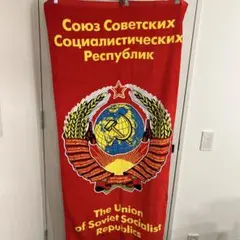 Союз Советских
Социалистических
Республик
The Union
of Soviet Socialist
Republics